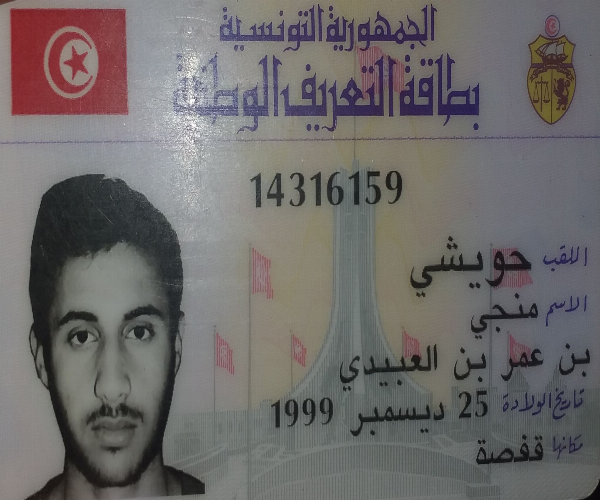 الجمهورية التونسية
بطاقة التعريف الوطنية
14316159
اللقب حويشي
الاسم منجي
بن عمر بن العبيدي
تاريخ الولادة 25 ديسمبر 1999
مكانها قفصة